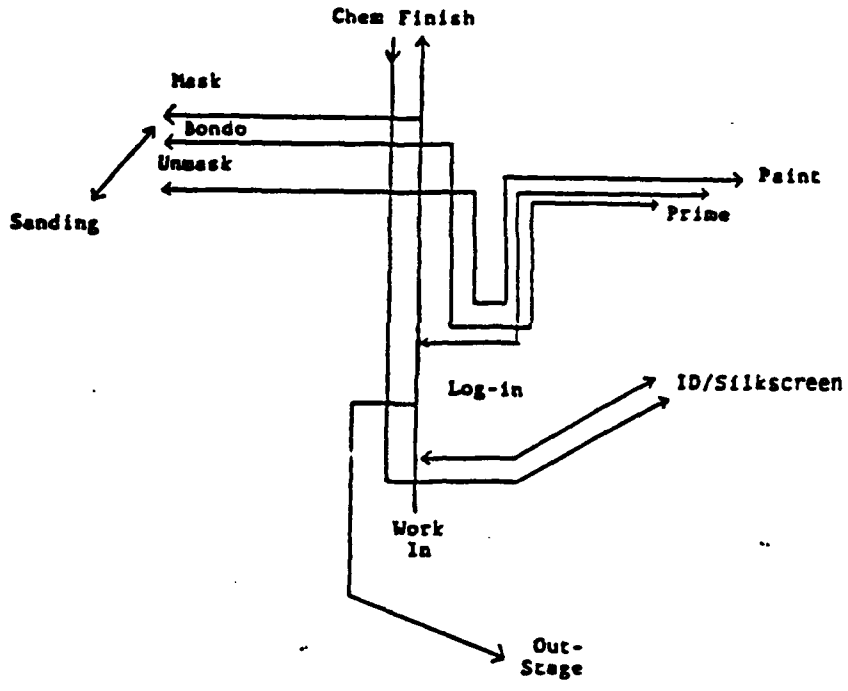 Chem Finish
Mask
Bondo
Unmask
Sanding
Paint
Prime
Log-in
ID/Silkscreen
Work
In
Out-
Stage